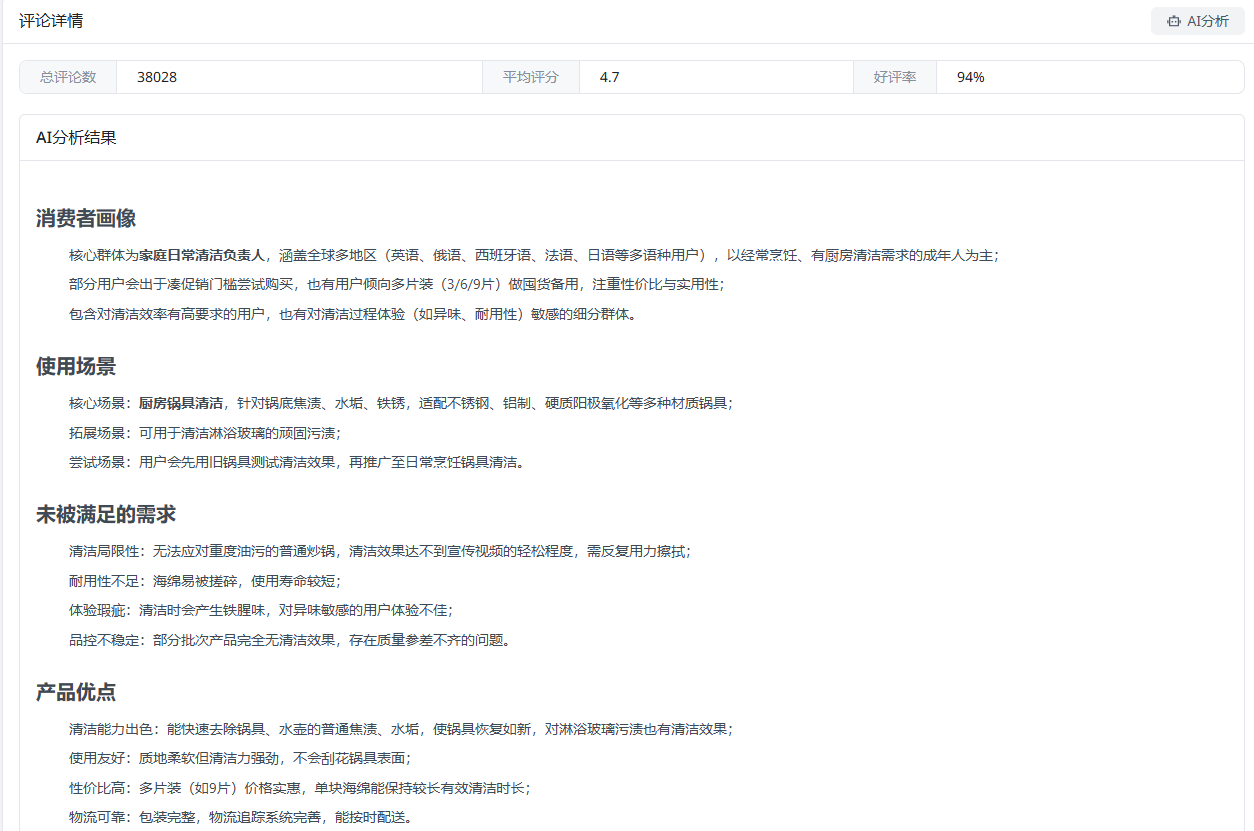 评论详情
AI分析
总评论数 38028 平均评分 4.7 好评率 94%
AI分析结果
消费者画像
核心群体为家庭日常清洁负责人，涵盖全球多地区（英语、俄语、西班牙语、法语、日语等多语种用户），以经常烹饪、有厨房清洁需求的成年人为主；
部分用户会出于凑促销门槛尝试购买，也有用户倾向多片装（3/6/9片）做囤货备用，注重性价比与实用性；
包含对清洁效率有高要求的用户，也有对清洁过程体验（如异味、耐用性）敏感的细分群体。
使用场景
核心场景：厨房锅具清洁，针对锅底焦渍、水垢、铁锈，适配不锈钢、铝制、硬质阳极氧化等多种材质锅具；
拓展场景：可用于清洁淋浴玻璃的顽固污渍；
尝试场景：用户会先用旧锅具测试清洁效果，再推广至日常烹饪锅具清洁。
未被满足的需求
清洁局限性：无法应对重度油污的普通炒锅，清洁效果达不到宣传视频的轻松程度，需反复用力擦拭；
耐用性不足：海绵易被搓碎，使用寿命较短；
体验瑕疵：清洁时会产生铁腥味，对异味敏感的用户体验不佳；
品控不稳定：部分批次产品完全无清洁效果，存在质量参差不齐的问题。
产品优点
清洁能力出色：能快速去除锅具、水壶的普通焦渍、水垢，使锅具恢复如新，对淋浴玻璃污渍也有清洁效果；
使用友好：质地柔软但清洁力强劲，不会刮花锅具表面；
性价比高：多片装（如9片）价格实惠，单块海绵能保持较长有效清洁时长；
物流可靠：包装完整，物流追踪系统完善，能按时配送。